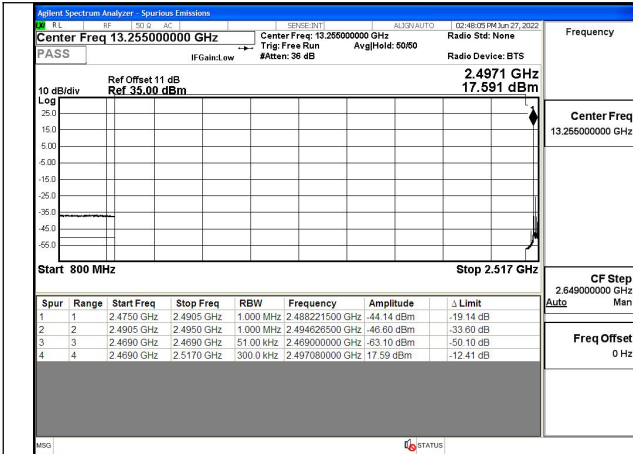 Agilent Spectrum Analyzer - Spurious Emissions
RL RF 50 Ω AC SENSE:INT ALIGN AUTO 02:48:05 PM Jun 27, 2022
Center Freq 13.255000000 GHz
PASS
IFGain:Low
Center Freq: 13.255000000 GHz
Trig: Free Run Avg|Hold: 50/50
#Atten: 36 dB
Radio Std: None
Radio Device: BTS
Frequency
Ref Offset 11 dB
10 dB/div Ref 35.00 dBm
Log
2.4971 GHz
17.591 dBm
25.0
15.0
5.00
-5.00
-15.0
-25.0
-35.0
-45.0
-55.0
Start 800 MHz Stop 2.517 GHz
Center Freq
13.255000000 GHz
CF Step
2.649000000 GHz
Auto Man
Freq Offset
0 Hz
Spur Range Start Freq Stop Freq RBW Frequency Amplitude Δ Limit
1 1 2.4750 GHz 2.4905 GHz 1.000 MHz 2.488221500 GHz -44.14 dBm -19.14 dB
2 2 2.4905 GHz 2.4950 GHz 1.000 MHz 2.494626500 GHz -46.60 dBm -33.60 dB
3 3 2.4690 GHz 2.4690 GHz 51.00 kHz 2.469000000 GHz -63.10 dBm -50.10 dB
4 4 2.4690 GHz 2.5170 GHz 300.0 kHz 2.497080000 GHz 17.59 dBm -12.41 dB
MSG STATUS